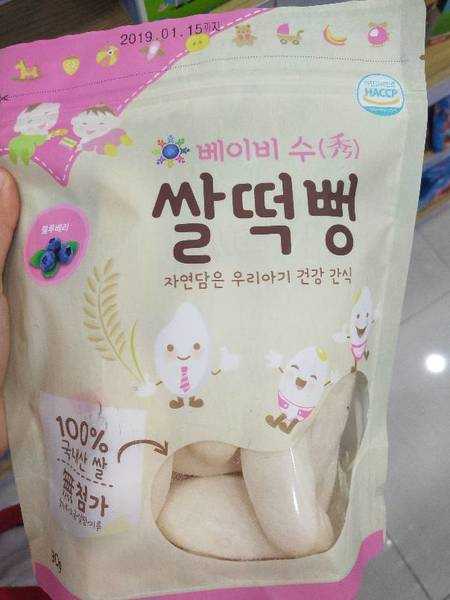 2019.01.15까지
HACCP
베이비 수(秀)
쌀떡뻥
블루베리
자연담은 우리아기 건강 간식
100%
국내산 쌀
無첨가
30g